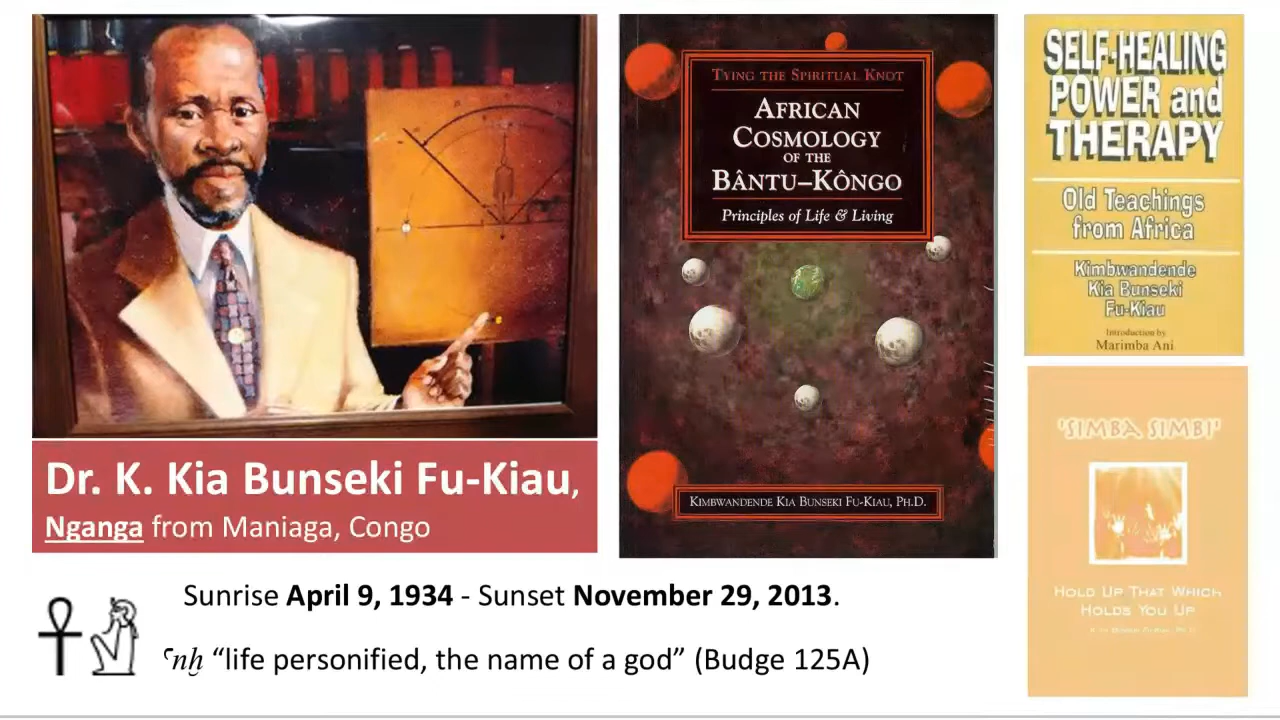 Dr. K. Kia Bunseki Fu-Kiau,
Nganga from Maniaga, Congo
TYING THE SPIRITUAL KNOT
AFRICAN
COSMOLOGY
OF THE
BÂNTU–KÔNGO
Principles of Life & Living
KIMBWANDENDE KIA BUNSEKI FU-KIAU, PH.D.
SELF-HEALING
POWER and
THERAPY
Old Teachings
from Africa
Kimbwandende
Kia Bunseki
Fu-Kiau
Introduction by
Marimba Ani
'SIMBA SIMBI'
HOLD UP THAT WHICH
HOLDS YOU UP
Sunrise April 9, 1934 - Sunset November 29, 2013.
ꜥnḫ “life personified, the name of a god” (Budge 125A)